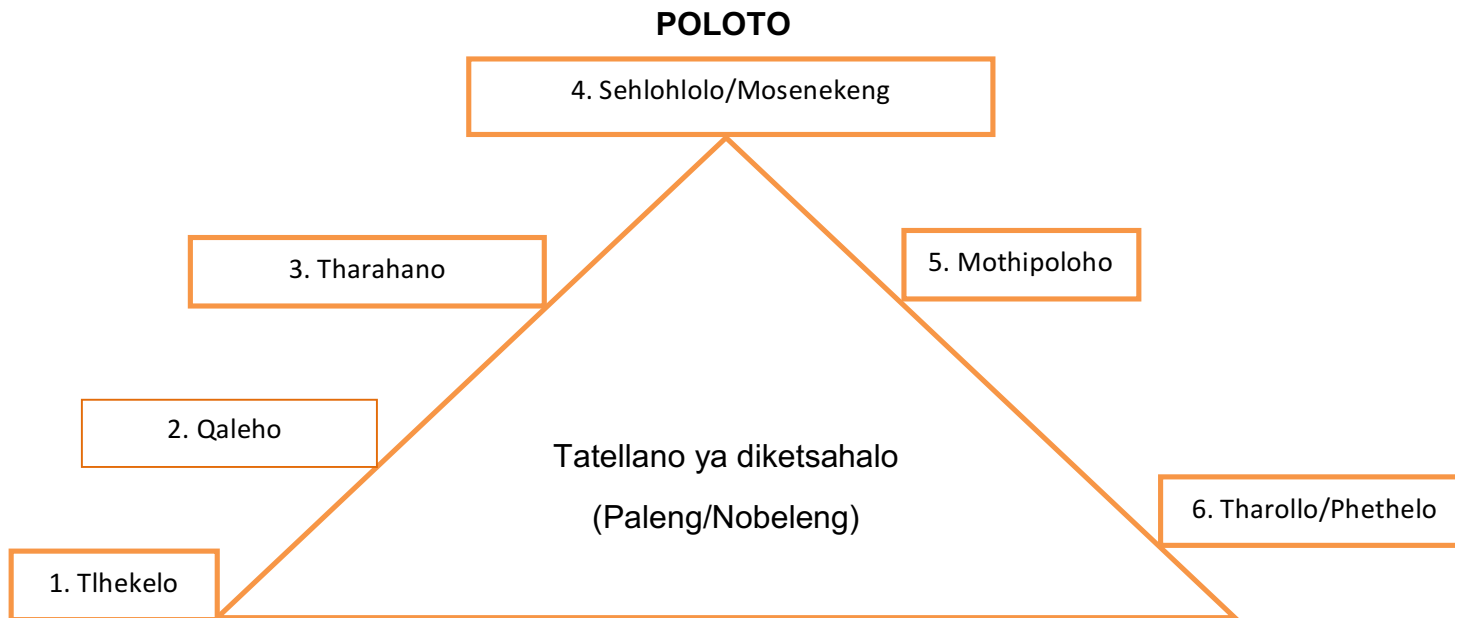 POLOTO
4. Sehlohlolo/Mosenekeng
3. Tharahano
5. Mothipoloho
2. Qaleho
Tatellano ya diketsahalo
(Paleng/Nobeleng)
6. Tharollo/Phethelo
1. Tlhekelo